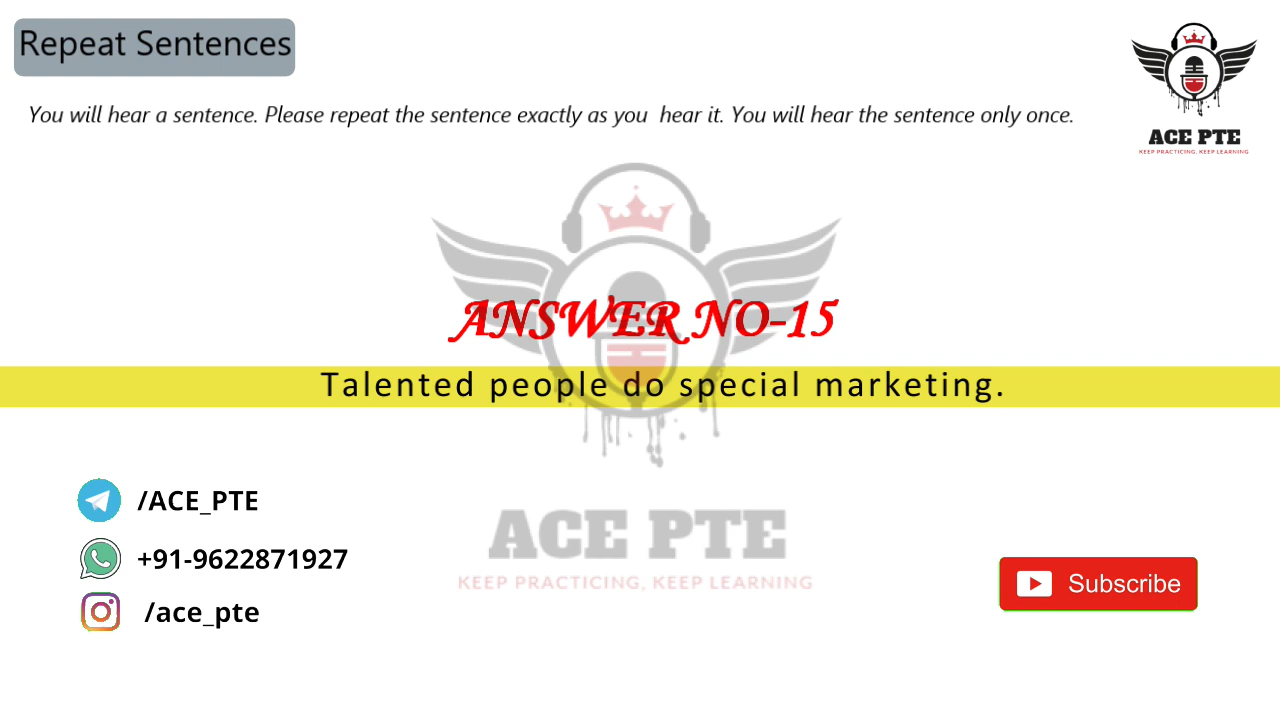 Repeat Sentences
You will hear a sentence. Please repeat the sentence exactly as you  hear it. You will hear the sentence only once.
ACE PTE
KEEP PRACTICING, KEEP LEARNING
ANSWER NO-15
Talented people do special marketing.
/ACE_PTE
+91-9622871927
/ace_pte
ACE PTE
KEEP PRACTICING, KEEP LEARNING
Subscribe